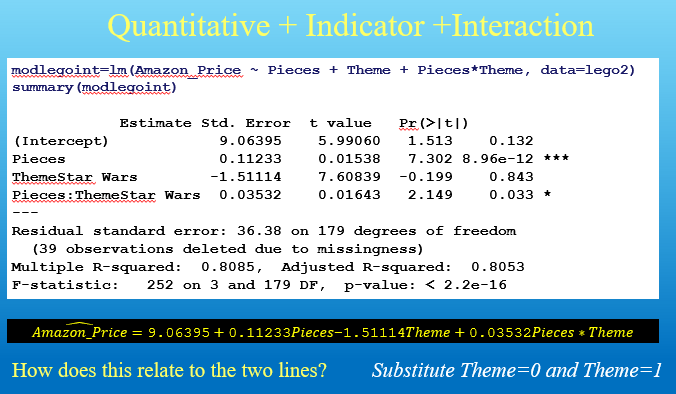 Quantitative + Indicator +Interaction
modlegoint=lm(Amazon_Price ~ Pieces + Theme + Pieces*Theme, data=lego2)
summary(modlegoint)
Estimate Std. Error t value Pr(>|t|)
(Intercept) 9.06395 5.99060 1.513 0.132
Pieces 0.11233 0.01538 7.302 8.96e-12 ***
ThemeStar Wars -1.51114 7.60839 -0.199 0.843
Pieces:ThemeStar Wars 0.03532 0.01643 2.149 0.033 *
---
Residual standard error: 36.38 on 179 degrees of freedom
(39 observations deleted due to missingness)
Multiple R-squared: 0.8085, Adjusted R-squared: 0.8053
F-statistic: 252 on 3 and 179 DF, p-value: < 2.2e-16
Amazon_Price = 9.06395 + 0.11233Pieces−1.51114Theme + 0.03532Pieces ∗ Theme
How does this relate to the two lines? Substitute Theme=0 and Theme=1